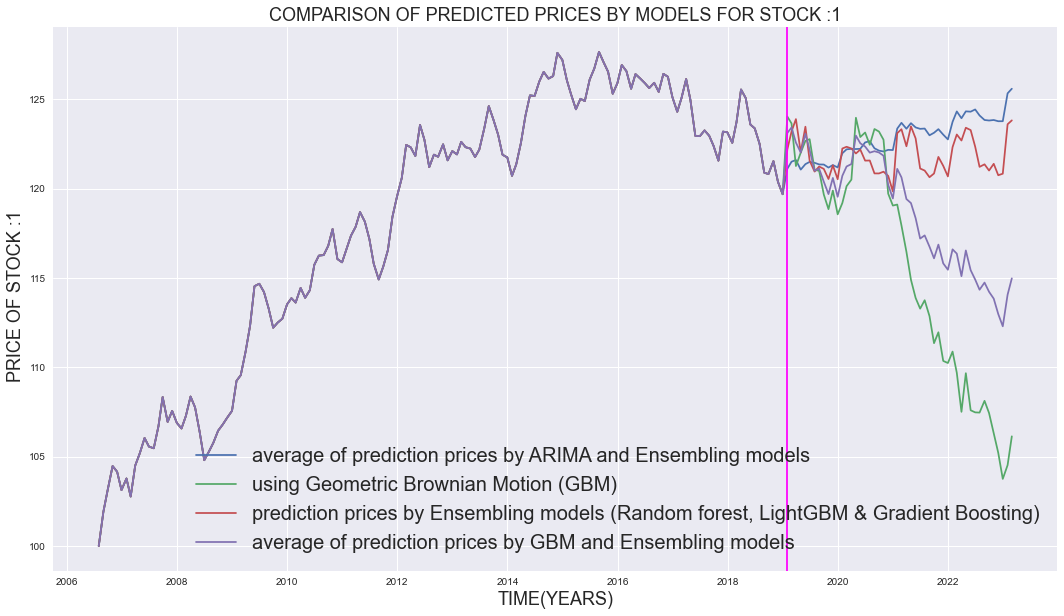 COMPARISON OF PREDICTED PRICES BY MODELS FOR STOCK :1
PRICE OF STOCK :1
125
120
115
110
105
100
average of prediction prices by ARIMA and Ensembling models
using Geometric Brownian Motion (GBM)
prediction prices by Ensembling models (Random forest, LightGBM & Gradient Boosting)
average of prediction prices by GBM and Ensembling models
2006 2008 2010 2012 2014 2016 2018 2020 2022
TIME(YEARS)